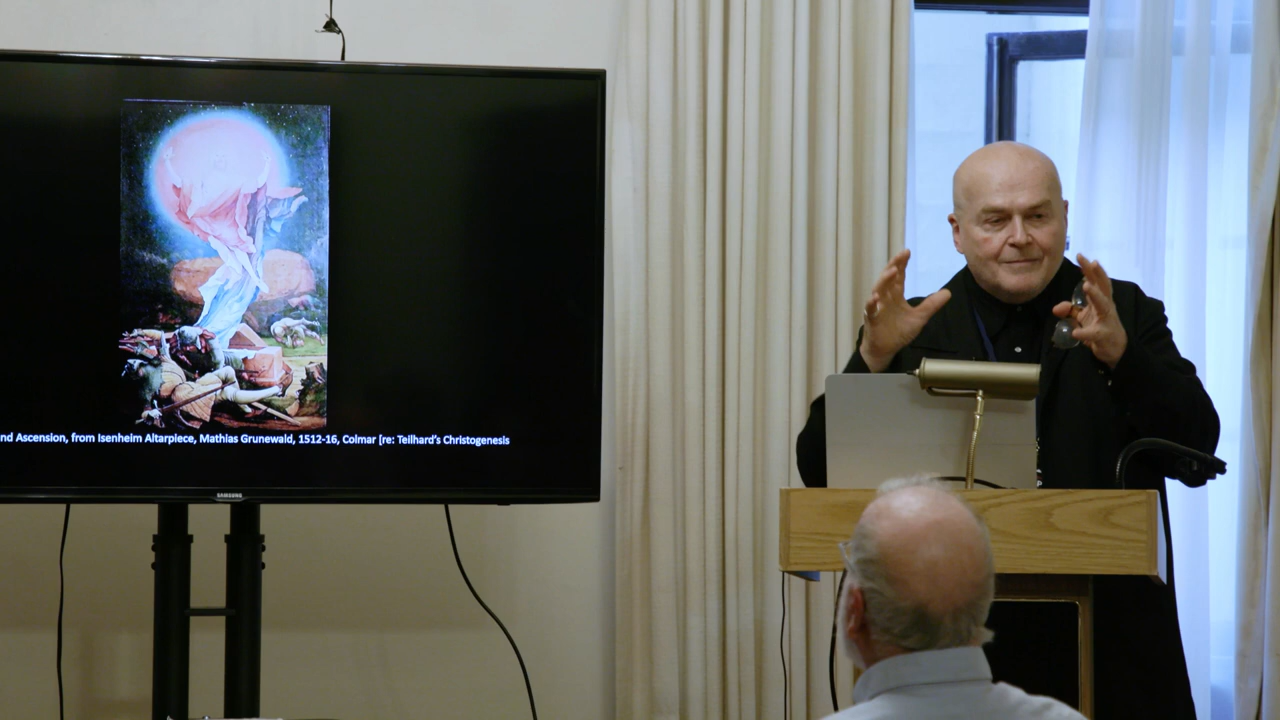 nd Ascension, from Isenheim Altarpiece, Mathias Grunewald, 1512-16, Colmar [re: Teilhard's Christogenesis
SAMSUNG